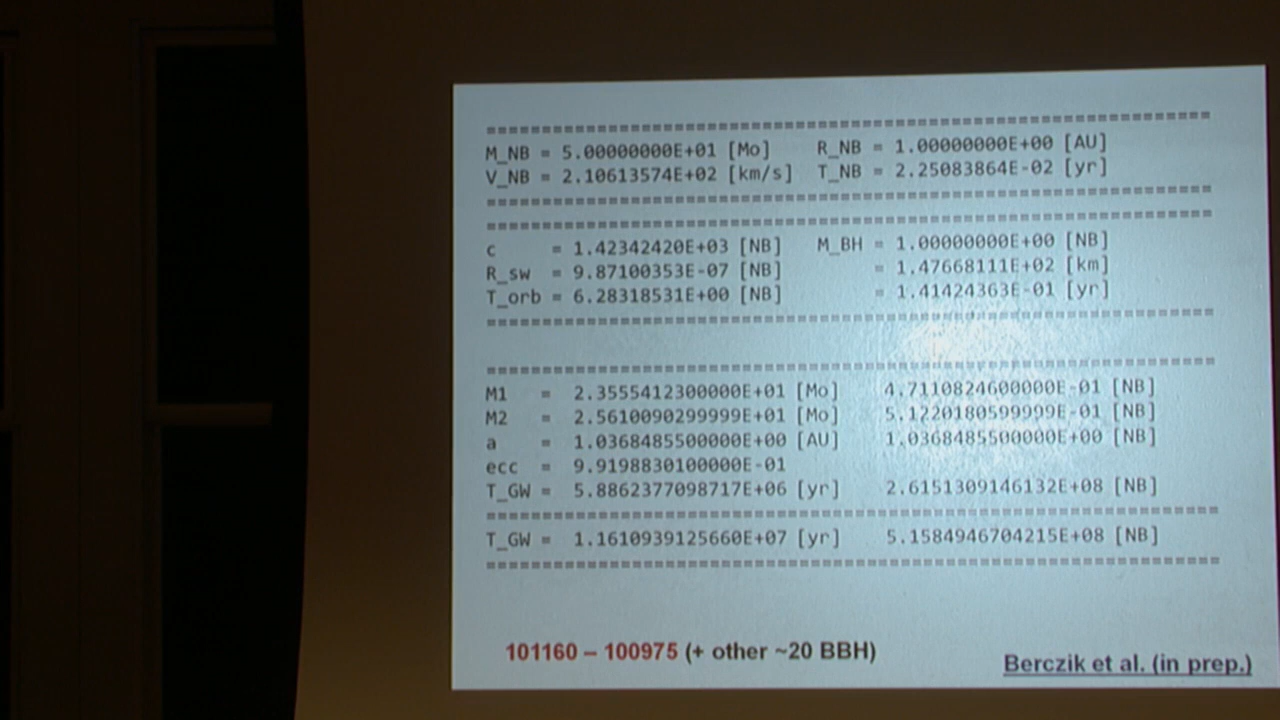 ==================================================================
M_NB = 5.00000000E+01 [Mo] R_NB = 1.00000000E+00 [AU]
V_NB = 2.10613574E+02 [km/s] T_NB = 2.25083864E-02 [yr]
==================================================================
==================================================================
c = 1.42342420E+03 [NB] M_BH = 1.00000000E+00 [NB]
R_sw = 9.87100353E-07 [NB] = 1.47668111E+02 [km]
T_orb = 6.28318531E+00 [NB] = 1.41424363E-01 [yr]
==================================================================
==================================================================
M1 = 2.3555412300000E+01 [Mo] 4.7110824600000E-01 [NB]
M2 = 2.5610090299999E+01 [Mo] 5.1220180599999E-01 [NB]
a = 1.0368485500000E+00 [AU] 1.0368485500000E+00 [NB]
ecc = 9.9198830100000E-01
T_GW = 5.8862377098717E+06 [yr] 2.6151309146132E+08 [NB]
==================================================================
T_GW = 1.1610939125660E+07 [yr] 5.1584946704215E+08 [NB]
==================================================================
101160 – 100975 (+ other ~20 BBH)
Berczik et al. (in prep.)